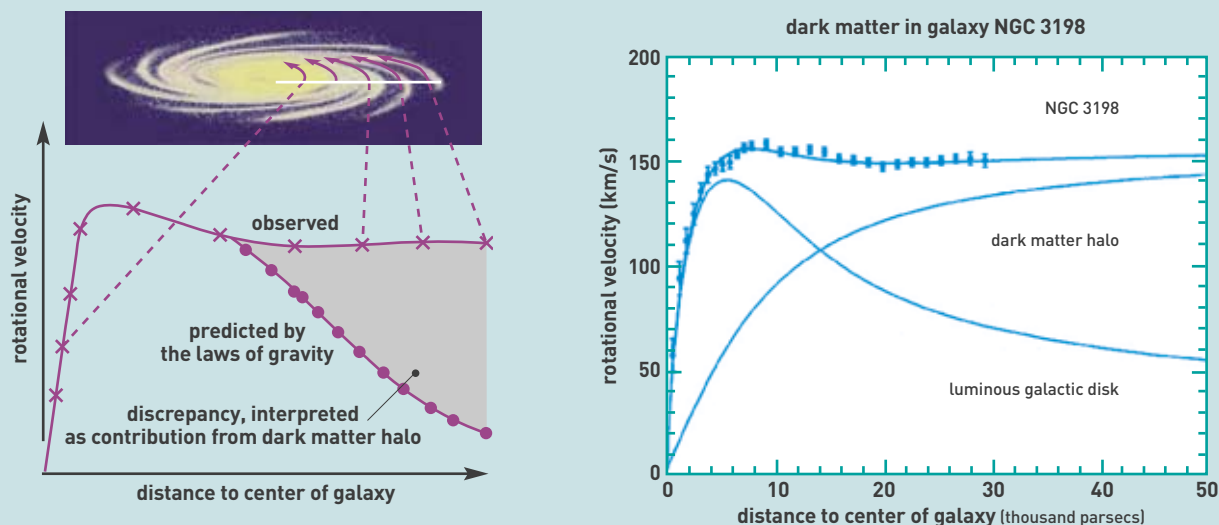 rotational velocity
observed
predicted by
the laws of gravity
discrepancy, interpreted
as contribution from dark matter halo
distance to center of galaxy
dark matter in galaxy NGC 3198
rotational velocity (km/s)
200
150
100
50
0
NGC 3198
dark matter halo
luminous galactic disk
0
10
20
30
40
50
distance to center of galaxy (thousand parsecs)